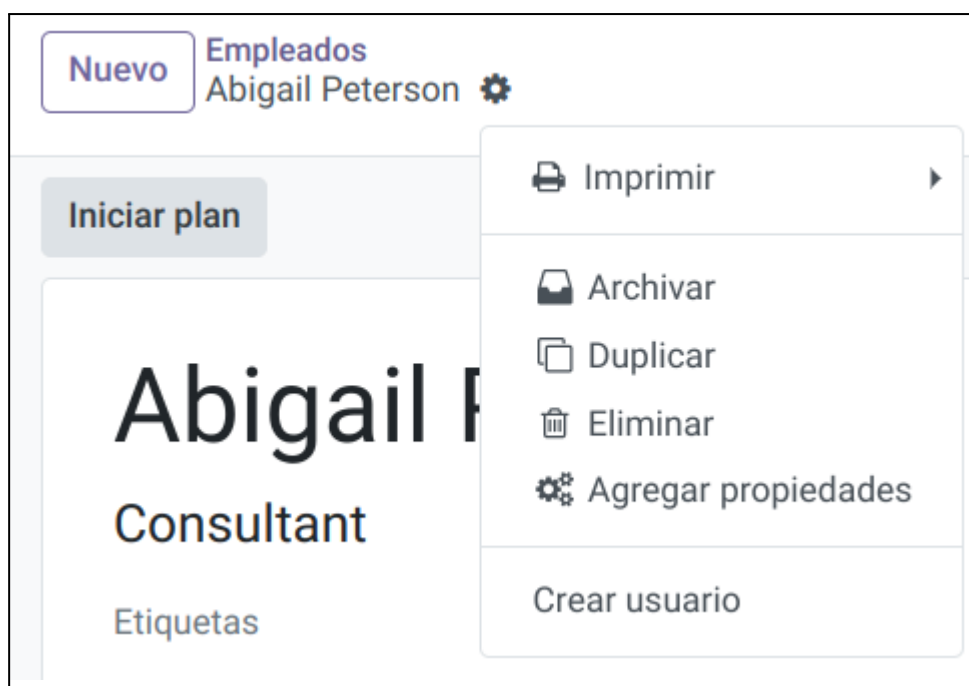 Nuevo
Empleados
Abigail Peterson
Imprimir
Iniciar plan
Archivar
Duplicar
Eliminar
Agregar propiedades
Abigail
Consultant
Crear usuario
Etiquetas